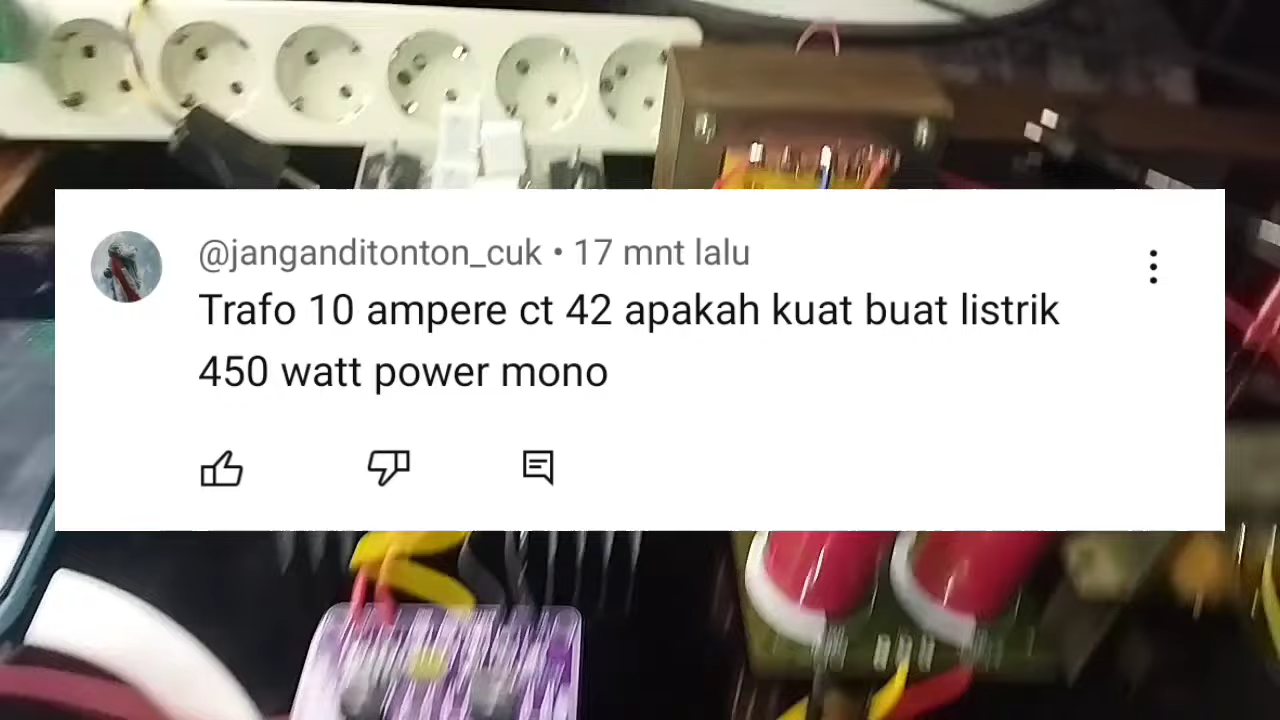 @janganditonton_cuk • 17 mnt lalu
Trafo 10 ampere ct 42 apakah kuat buat listrik
450 watt power mono